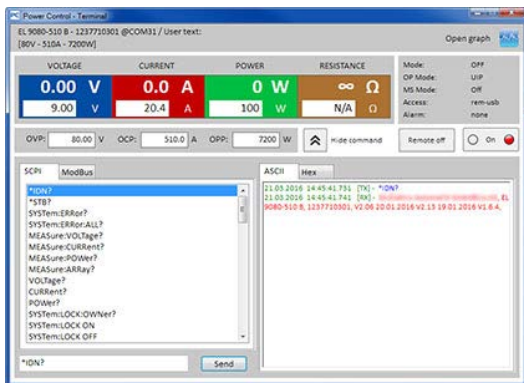 Power Control - Terminal
EL 9080-510 B - 1237710301 @COM31 / User text:
[80V - 510A - 7200W]
Open graph
VOLTAGE CURRENT POWER RESISTANCE
0.00 V 0.0 A 0 W ∞ Ω
9.00 V 20.4 A 100 W N/A Ω
Mode: OFF
OP Mode: UIP
MS Mode: Off
Access: rem-usb
Alarm: none
OVP: 80.00 V OCP: 510.0 A OPP: 7200 W Hide command Remote off On
SCPI ModBus
*IDN?
*STB?
SYSTem:ERRor?
SYSTem:ERRor:ALL?
MEASure:VOLTage?
MEASure:CURRent?
MEASure:POWer?
MEASure:ARRay?
VOLTage?
CURRent?
POWer?
SYSTem:LOCK:OWNer?
SYSTem:LOCK ON
SYSTem:LOCK OFF
*IDN? Send
ASCII Hex
21.03.2016 14:45:41.731 [TX] - *IDN?
21.03.2016 14:45:41.741 [RX] - , EL
9080-510 B, 1237710301, V2.06 20.01.2016 V2.13 19.01.2016 V1.6.4,